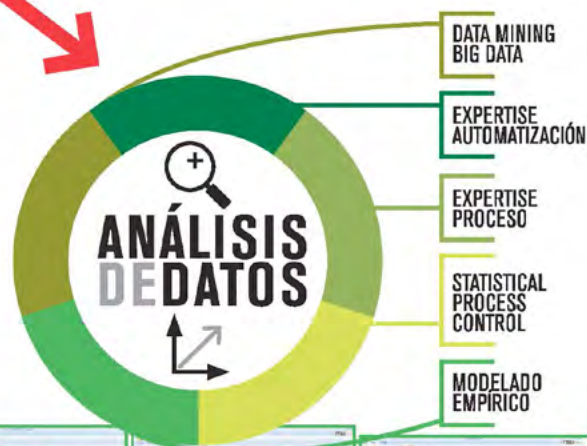 DATA MINING
BIG DATA
EXPERTISE
AUTOMATIZACIÓN
EXPERTISE
PROCESO
ANÁLISIS
DEDATOS
STATISTICAL
PROCESS
CONTROL
MODELADO
EMPÍRICO